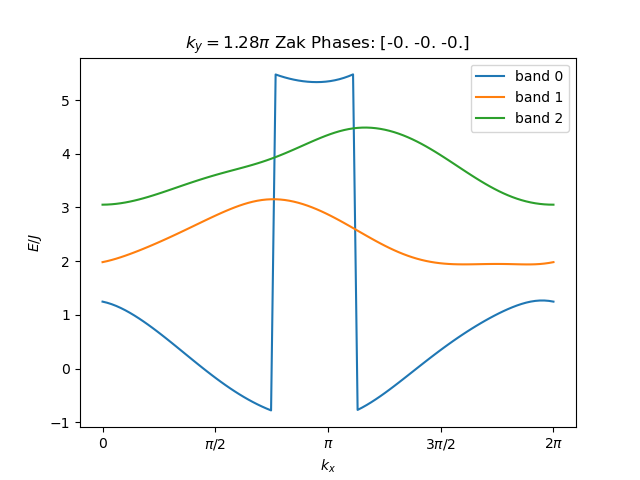 $k_y = 1.28\pi$ Zak Phases: [-0. -0. -0.]
band 0
band 1
band 2
E/J
5
4
3
2
1
0
−1
0
π/2
π
3π/2
2π
$k_x$